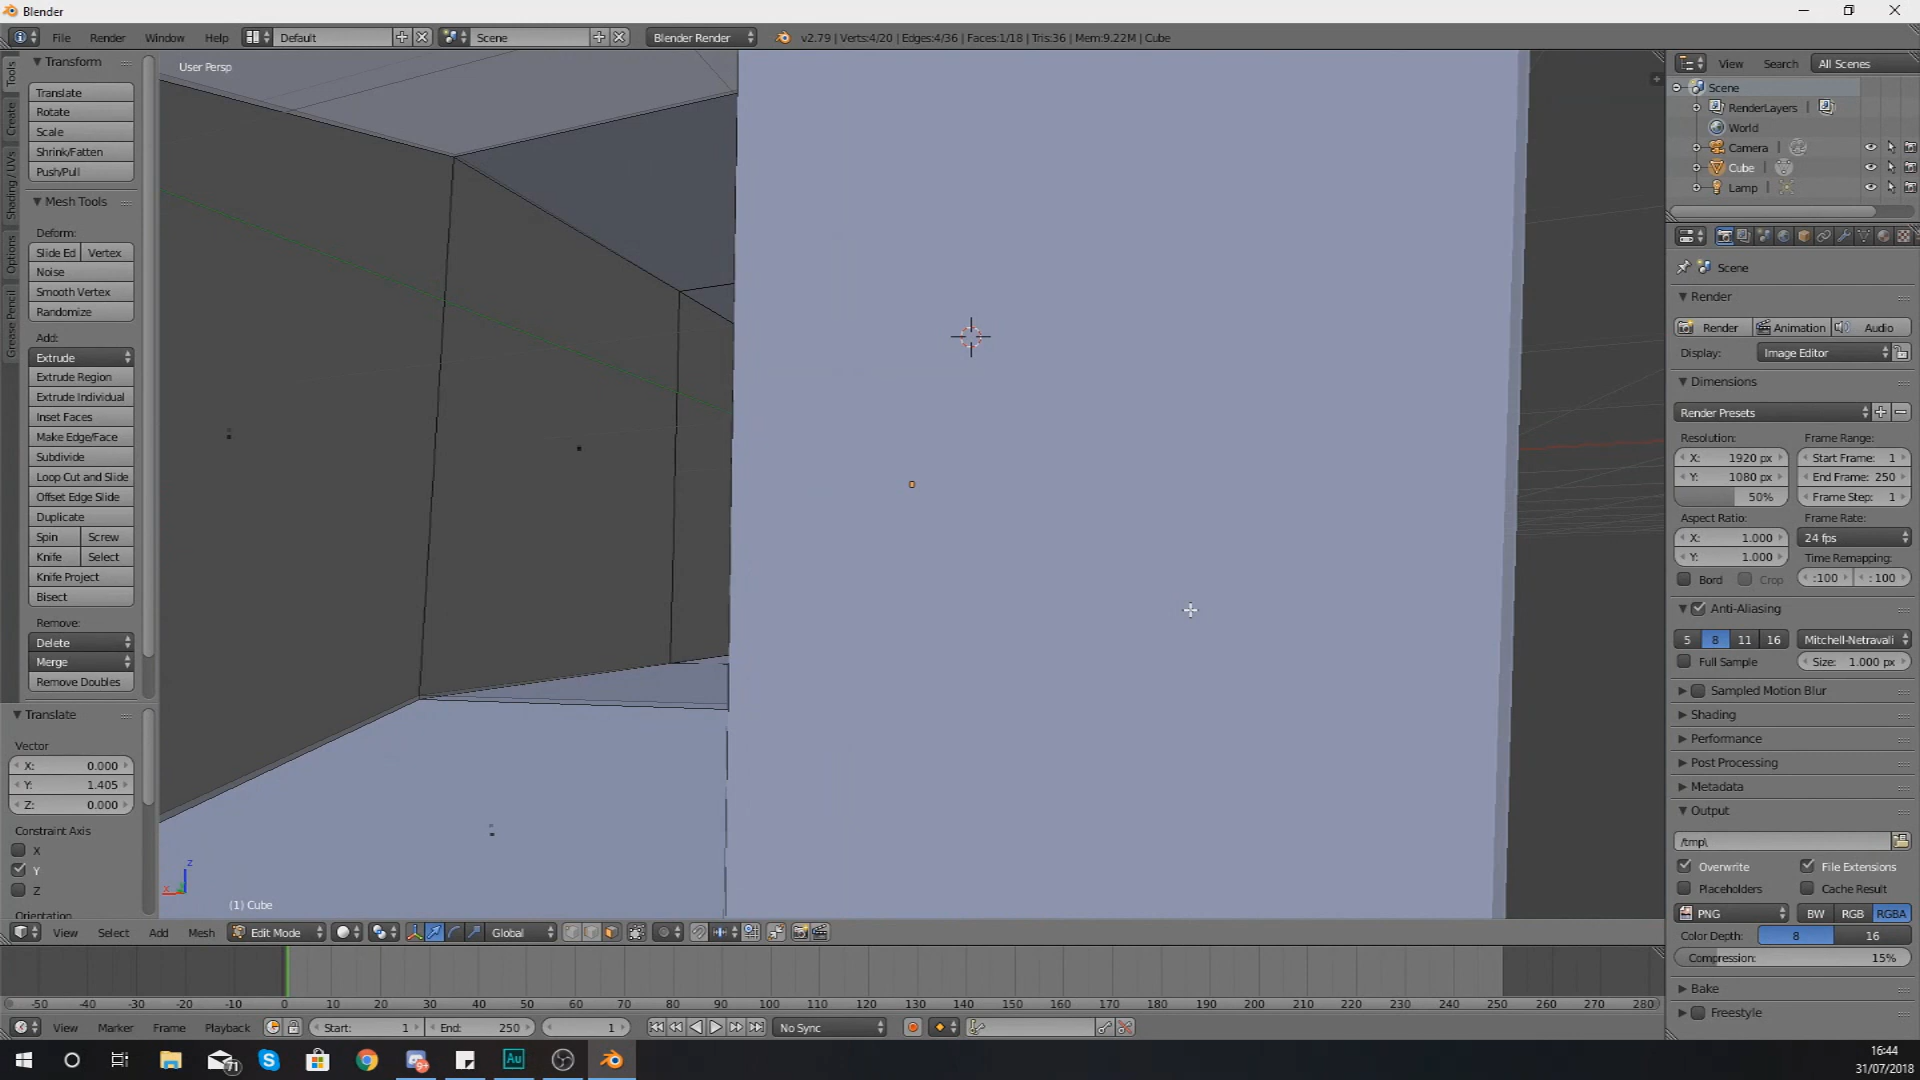 Blender
File Render Window Help Default Scene Blender Render v2.79 | Verts:4/20 | Edges:4/36 | Faces:1/18 | Tris:36 | Mem:9.22M | Cube
Tools
Create
Shading / UVs
Options
Grease Pencil
Transform
Translate
Rotate
Scale
Shrink/Fatten
Push/Pull
Mesh Tools
Deform:
Slide Ed Vertex
Noise
Smooth Vertex
Randomize
Add:
Extrude
Extrude Region
Extrude Individual
Inset Faces
Make Edge/Face
Subdivide
Loop Cut and Slide
Offset Edge Slide
Duplicate
Spin Screw
Knife Select
Knife Project
Bisect
Remove:
Delete
Merge
Remove Doubles
Translate
Vector
X: 0.000
Y: 1.405
Z: 0.000
Constraint Axis
X
Y
Z
Orientation
User Persp
z
x
(1) Cube
View Search All Scenes
Scene
RenderLayers
World
Camera
Cube
Lamp
Scene
Render
Render Animation Audio
Display: Image Editor
Dimensions
Render Presets
Resolution: Frame Range:
X: 1920 px Start Frame: 1
Y: 1080 px End Frame: 250
50% Frame Step: 1
Aspect Ratio: Frame Rate:
X: 1.000 24 fps
Y: 1.000 Time Remapping:
Bord Crop :100 : 100
Anti-Aliasing
5 8 11 16 Mitchell-Netravali
Full Sample Size: 1.000 px
Sampled Motion Blur
Shading
Performance
Post Processing
Metadata
Output
/tmp\
Overwrite File Extensions
Placeholders Cache Result
PNG BW RGB RGBA
Color Depth: 8 16
Compression: 15%
Bake
Freestyle
View Select Add Mesh Edit Mode Global
-50 -40 -30 -20 -10 0 10 20 30 40 50 60 70 80 90 100 110 120 130 140 150 160 170 180 190 200 210 220 230 240 250 260 270 280
View Marker Frame Playback Start: 1 End: 250 1 No Sync
71 9+ Au
16:44
31/07/2018